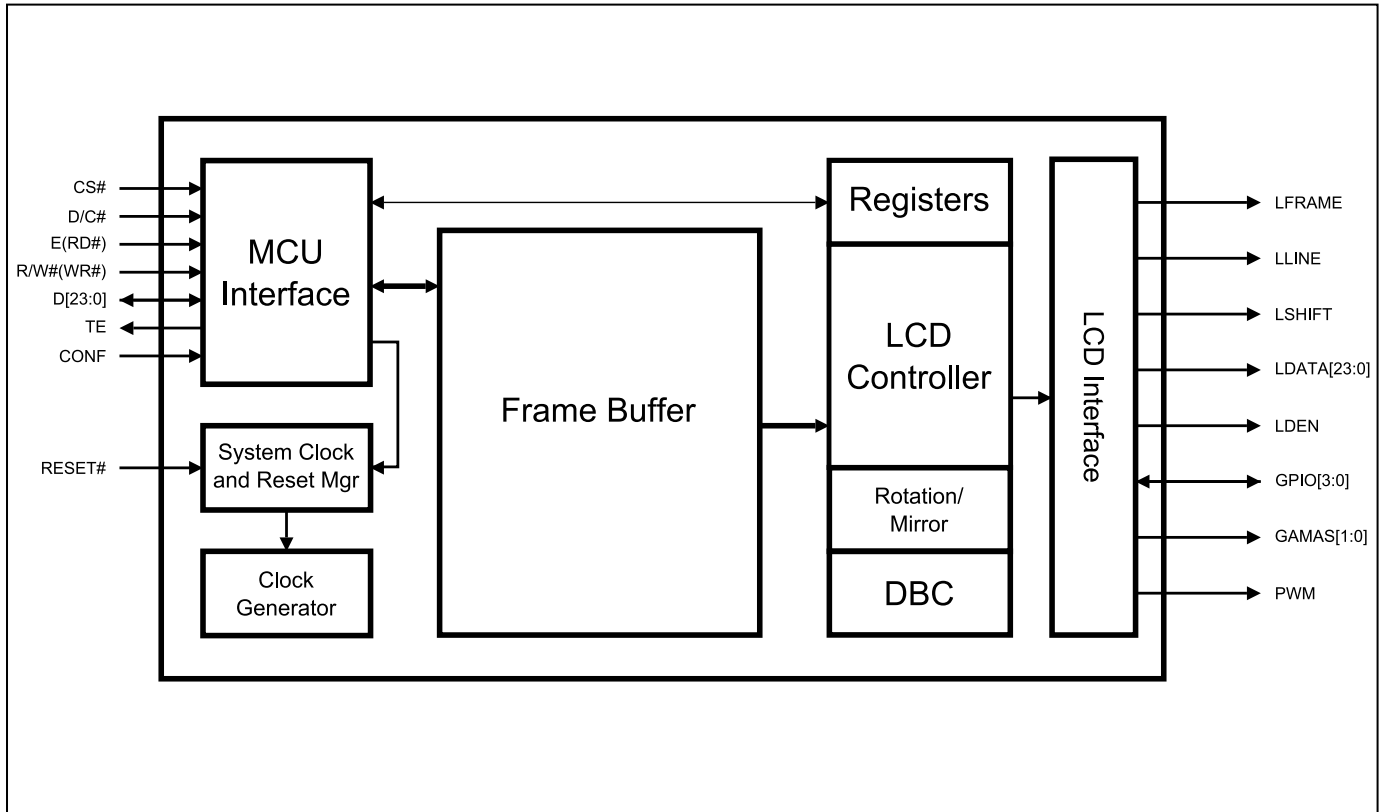 CS#
D/C#
E(RD#)
R/W#(WR#)
D[23:0]
TE
CONF
RESET#
MCU
Interface
System Clock
and Reset Mgr
Clock
Generator
Frame Buffer
Registers
LCD
Controller
Rotation/
Mirror
DBC
LCD Interface
LFRAME
LLINE
LSHIFT
LDATA[23:0]
LDEN
GPIO[3:0]
GAMAS[1:0]
PWM